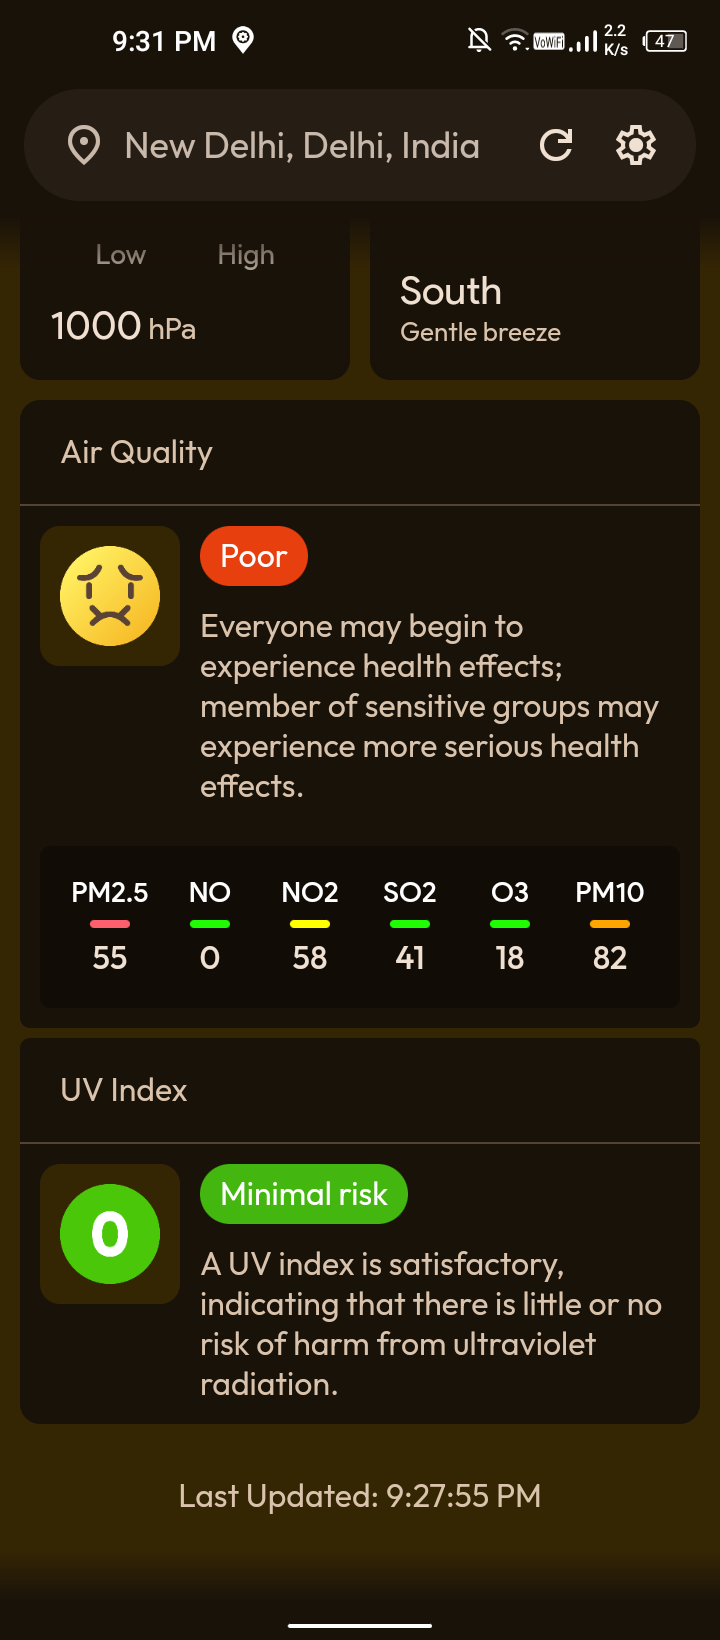 9:31 PM
VoWiFi
2.2
K/s
47
New Delhi, Delhi, India
Low High
1000 hPa
South
Gentle breeze
Air Quality
Poor
Everyone may begin to
experience health effects;
member of sensitive groups may
experience more serious health
effects.
PM2.5 NO NO2 SO2 O3 PM10
55 0 58 41 18 82
UV Index
0
Minimal risk
A UV index is satisfactory,
indicating that there is little or no
risk of harm from ultraviolet
radiation.
Last Updated: 9:27:55 PM